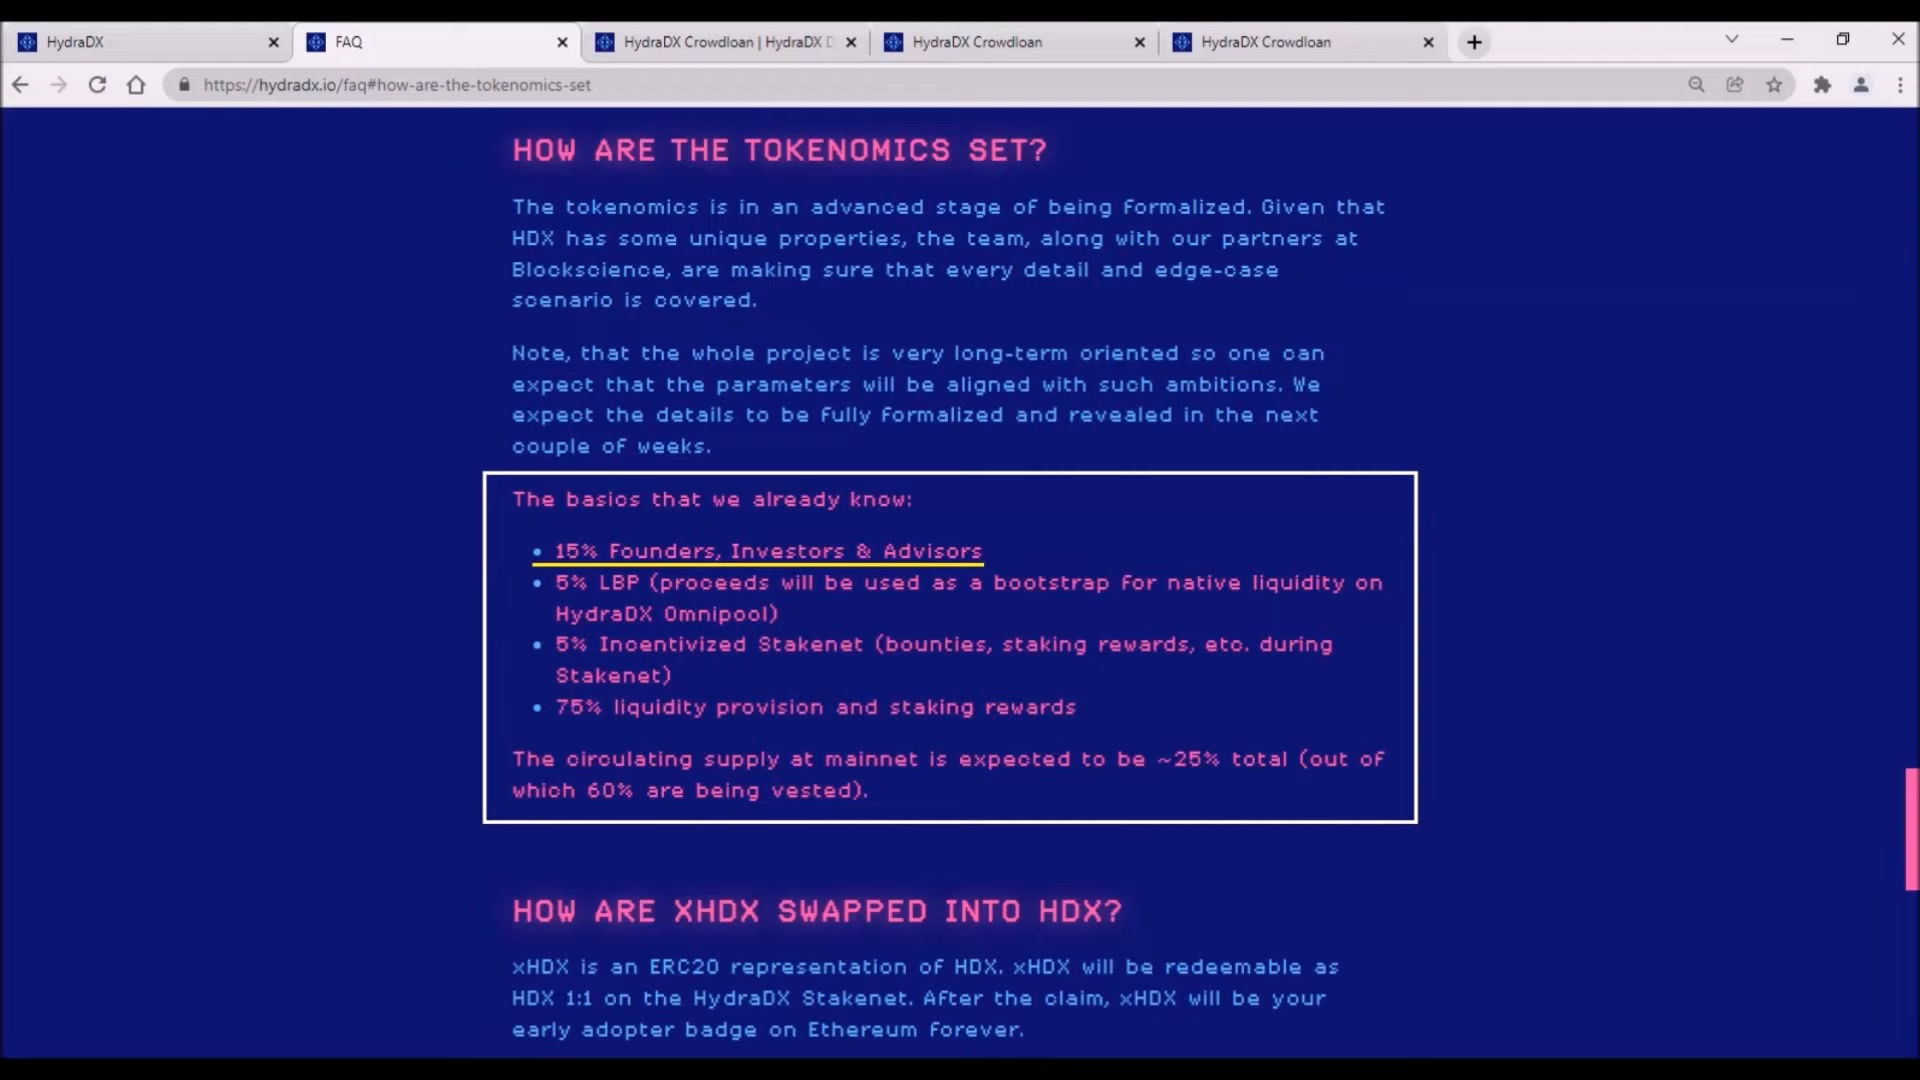 HydraDX
FAQ
HydraDX Crowdloan | HydraDX D
HydraDX Crowdloan
HydraDX Crowdloan
https://hydradx.io/faq#how-are-the-tokenomics-set
HOW ARE THE TOKENOMICS SET?
The tokenomics is in an advanced stage of being formalized. Given that
HDX has some unique properties, the team, along with our partners at
Blockscience, are making sure that every detail and edge-case
scenario is covered.
Note, that the whole project is very long-term oriented so one can
expect that the parameters will be aligned with such ambitions. We
expect the details to be fully formalized and revealed in the next
couple of weeks.
The basics that we already know:
• 15% Founders, Investors & Advisors
• 5% LBP (proceeds will be used as a bootstrap for native liquidity on
HydraDX Omnipool)
• 5% Incentivized Stakenet (bounties, staking rewards, etc. during
Stakenet)
• 75% liquidity provision and staking rewards
The circulating supply at mainnet is expected to be ~25% total (out of
which 60% are being vested).
HOW ARE XHDX SWAPPED INTO HDX?
xHDX is an ERC20 representation of HDX. xHDX will be redeemable as
HDX 1:1 on the HydraDX Stakenet. After the claim, xHDX will be your
early adopter badge on Ethereum forever.